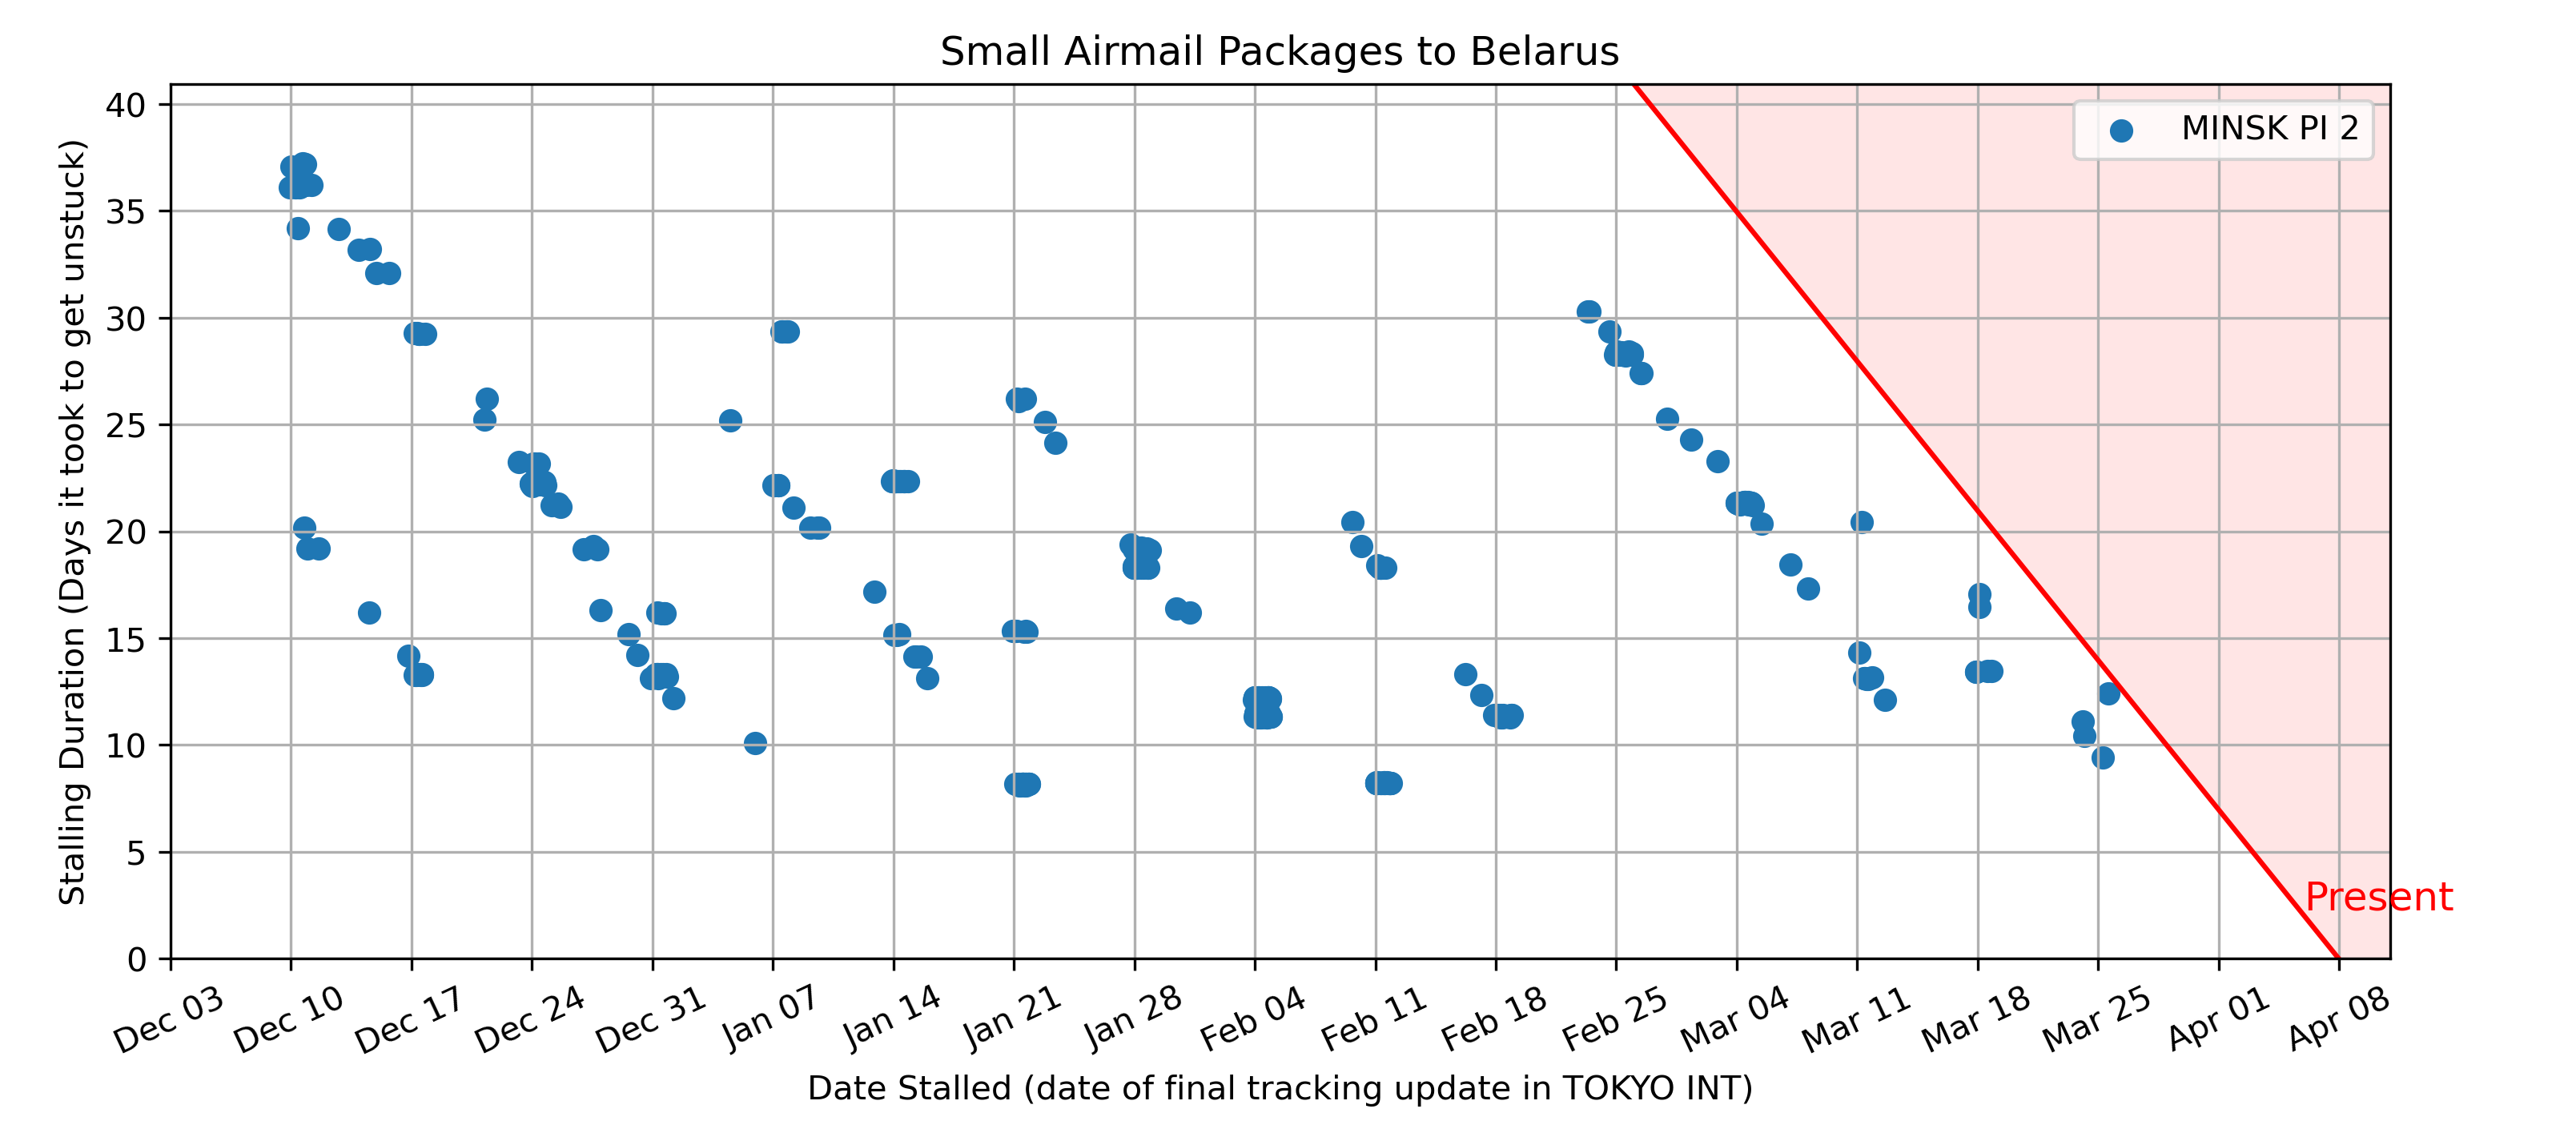 Small Airmail Packages to Belarus
Stalling Duration (Days it took to get unstuck)
40
35
30
25
20
15
10
5
0
MINSK PI 2
Present
Dec 03
Dec 10
Dec 17
Dec 24
Dec 31
Jan 07
Jan 14
Jan 21
Jan 28
Feb 04
Feb 11
Feb 18
Feb 25
Mar 04
Mar 11
Mar 18
Mar 25
Apr 01
Apr 08
Date Stalled (date of final tracking update in TOKYO INT)